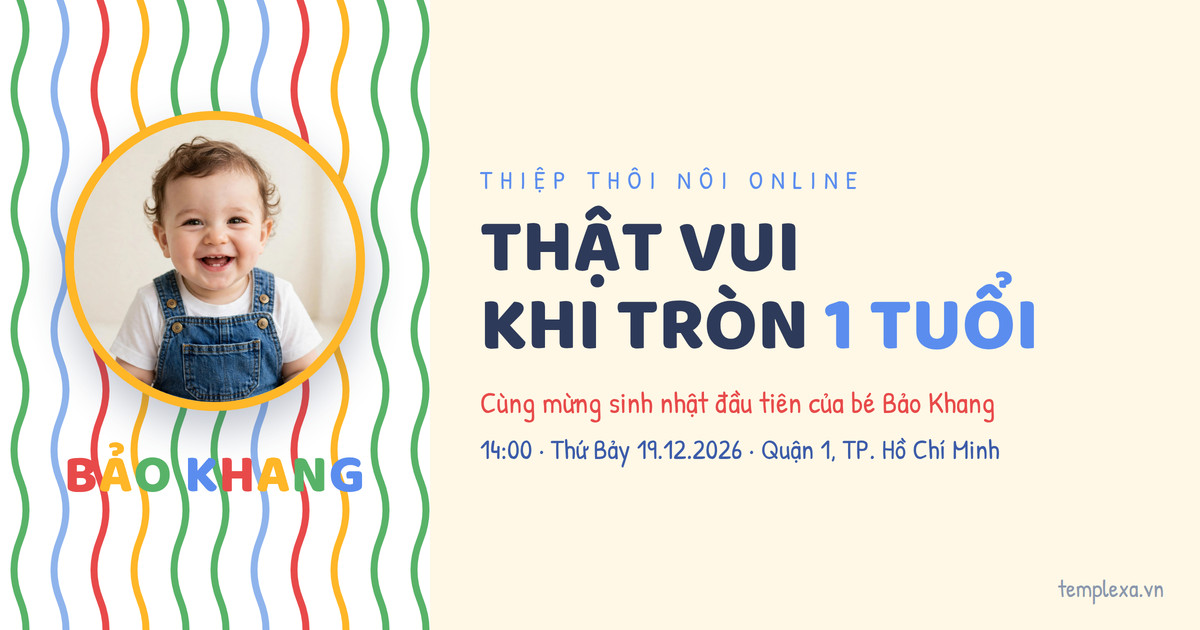 BẢO KHANG
THIỆP THÔI NÔI ONLINE
THẬT VUI
KHI TRÒN 1 TUỔI
Cùng mừng sinh nhật đầu tiên của bé Bảo Khang
14:00 · Thứ Bảy 19.12.2026 · Quận 1, TP. Hồ Chí Minh
templexa.vn